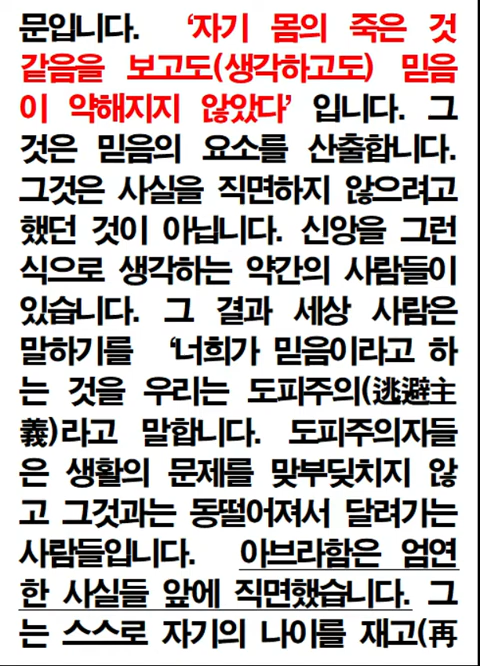 문입니다. ‘자기 몸의 죽은 것
같음을 보고도(생각하고도) 믿음
이 약해지지 않았다’ 입니다. 그
것은 믿음의 요소를 산출합니다.
그것은 사실을 직면하지 않으려고
했던 것이 아닙니다. 신앙을 그런
식으로 생각하는 약간의 사람들이
있습니다. 그 결과 세상 사람은
말하기를 ‘너희가 믿음이라고 하
는 것을 우리는 도피주의(逃避主
義)라고 말합니다. 도피주의자들
은 생활의 문제를 맞부딪치지 않
고 그것과는 동떨어져서 달려가는
사람들입니다. 아브라함은 엄연
한 사실들 앞에 직면했습니다. 그
는 스스로 자기의 나이를 재고(再